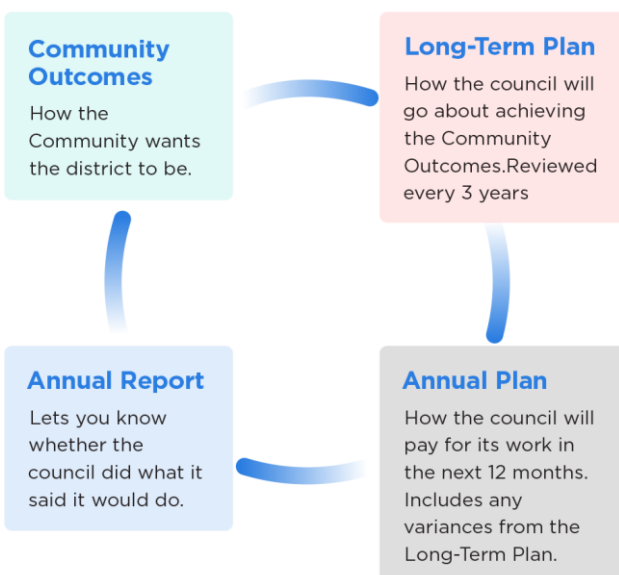 Community
Outcomes
How the
Community wants
the district to be.
Long-Term Plan
How the council will
go about achieving
the Community
Outcomes.Reviewed
every 3 years
Annual Report
Lets you know
whether the
council did what it
said it would do.
Annual Plan
How the council will
pay for its work in
the next 12 months.
Includes any
variances from the
Long-Term Plan.